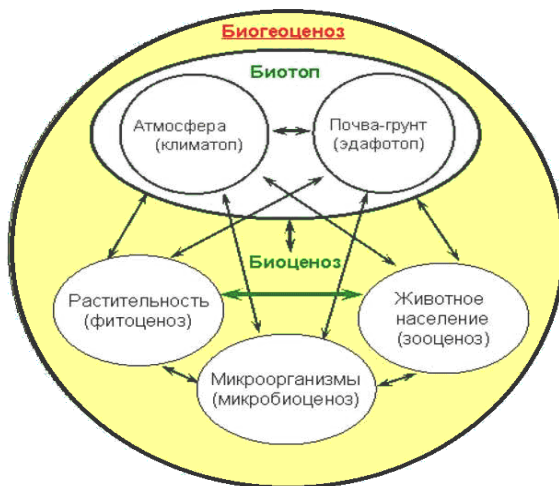 Биогеоценоз
Биотоп
Атмосфера
(климатоп)
Почва-грунт
(эдафотоп)
Биоценоз
Растительность
(фитоценоз)
Животное
население
(зооценоз)
Микроорганизмы
(микробиоценоз)